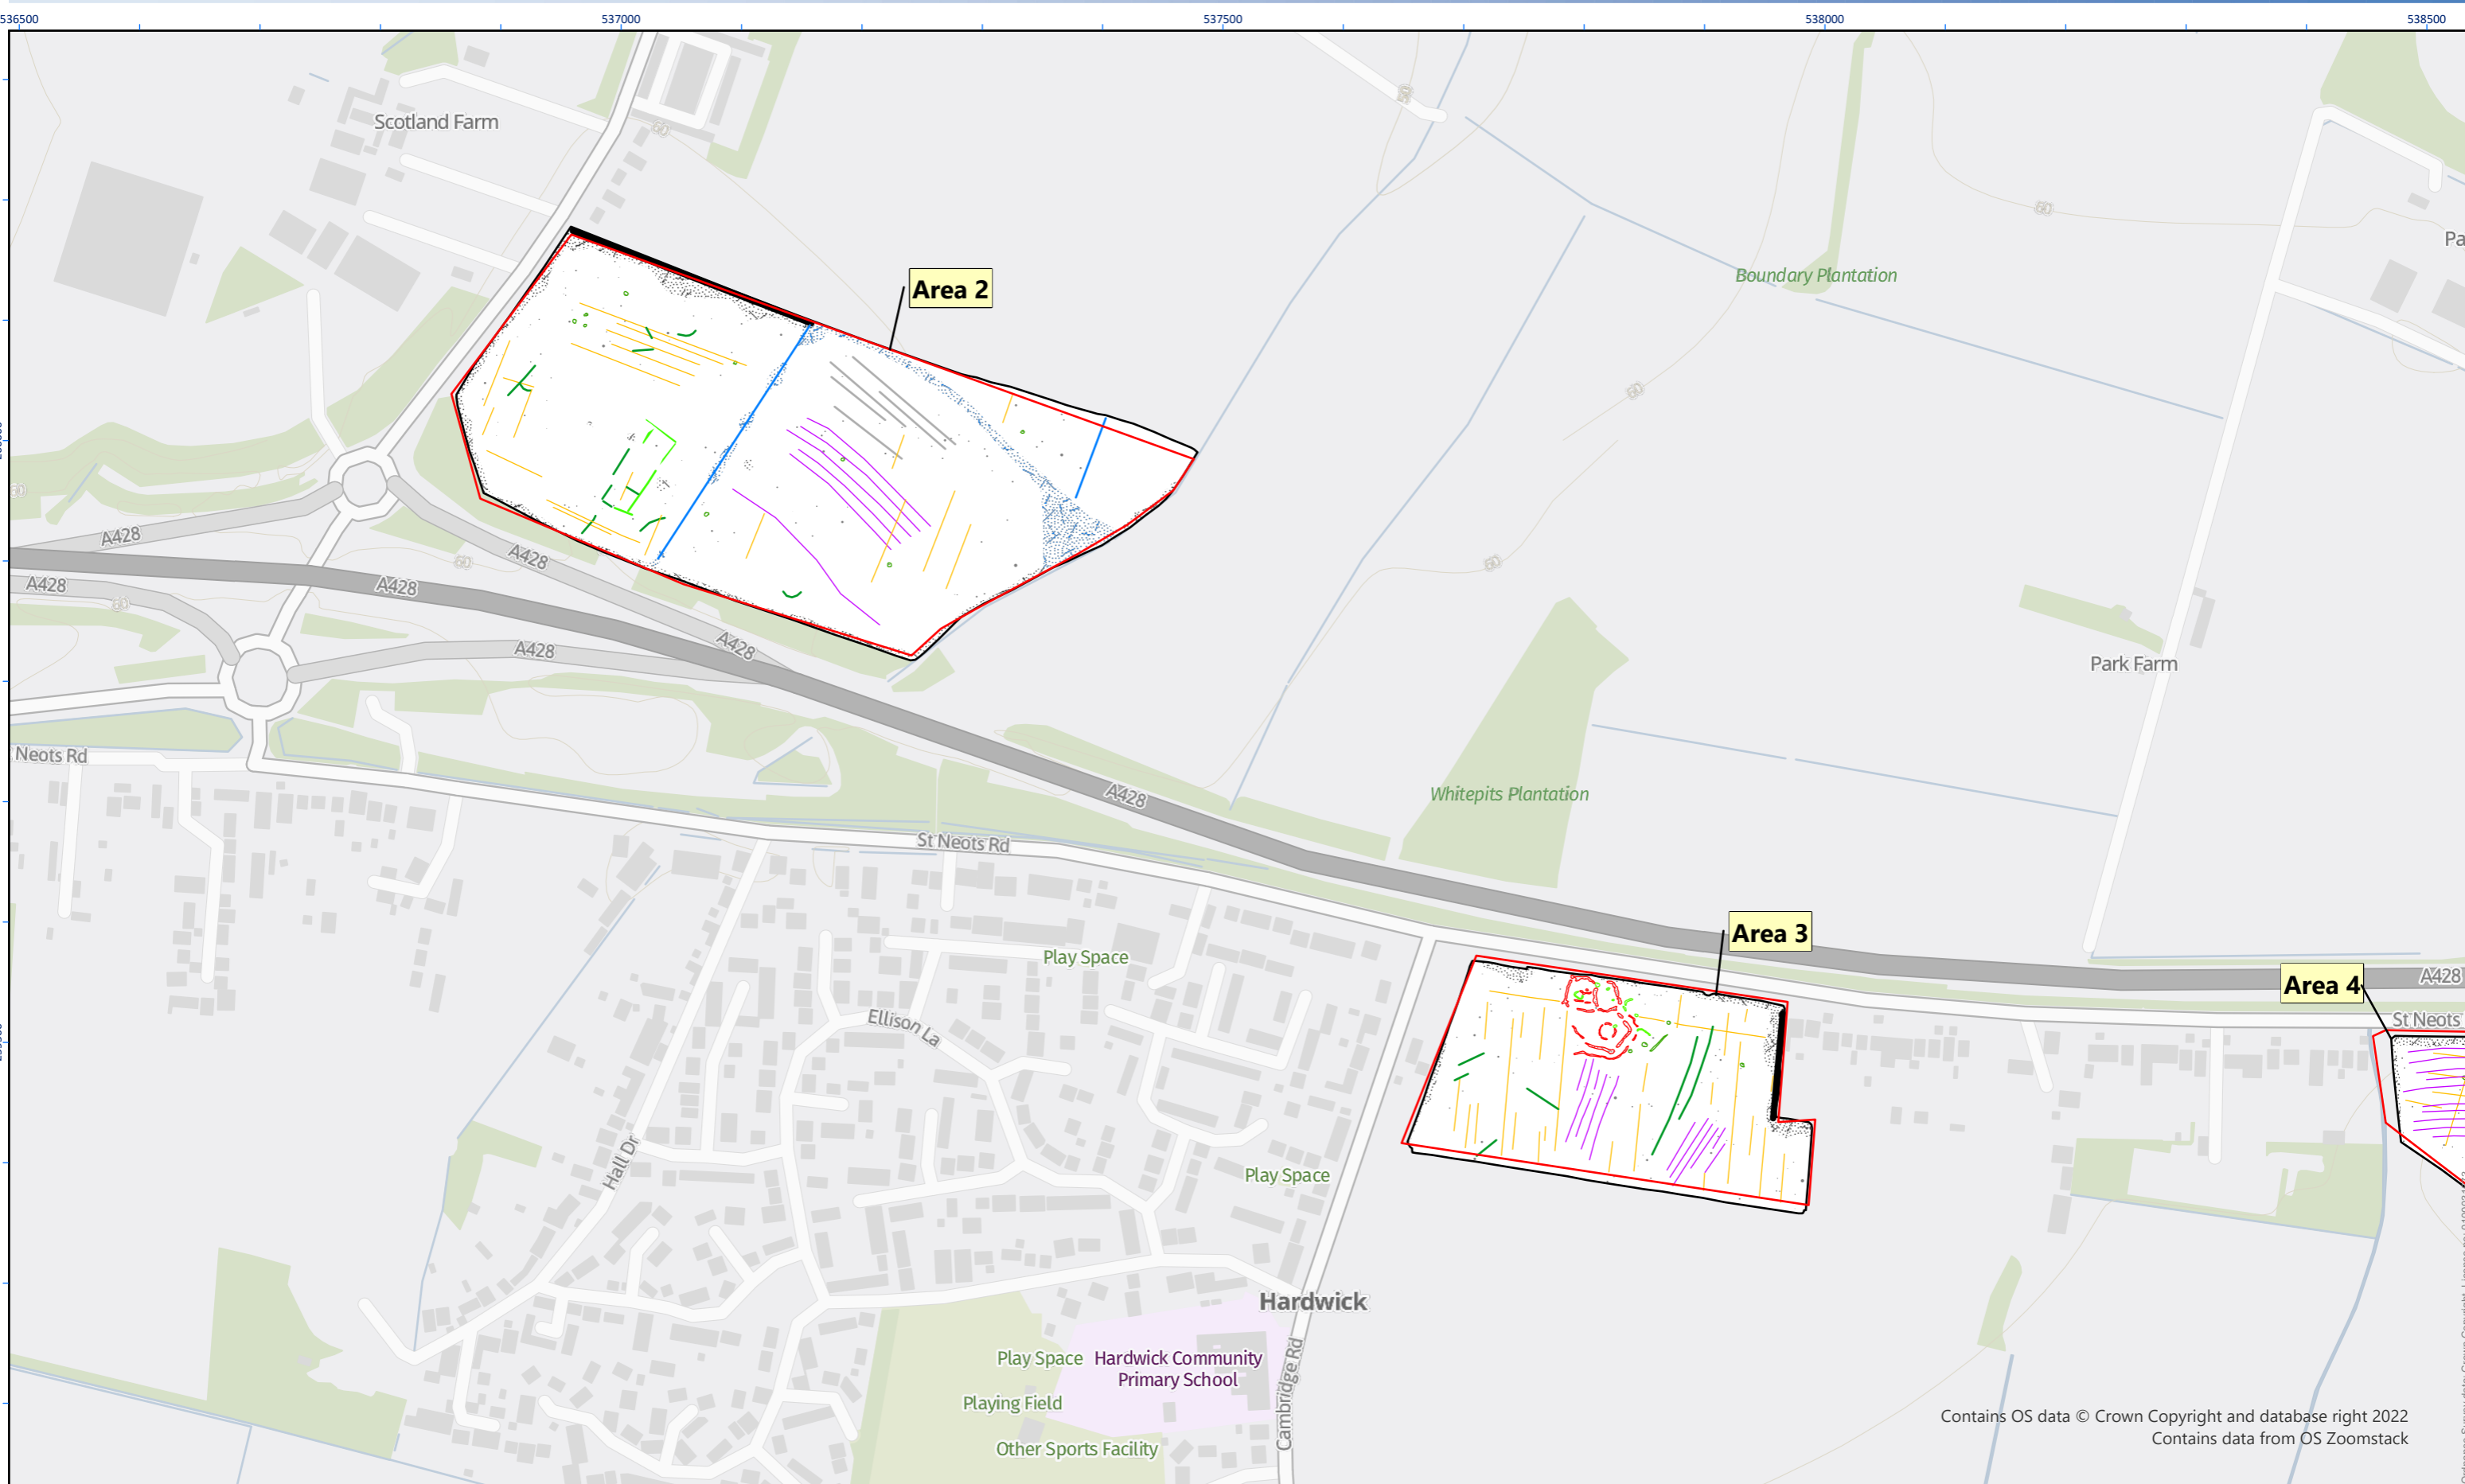 536500
537000
537500
538000
538500
Scotland Farm
Area 2
Boundary Plantation
Pa
A428
A428
A428
A428
A428
A428
Park Farm
Neots Rd
Whitepits Plantation
A428
St Neots Rd
Area 3
Play Space
A428
Area 4
St Neots
Ellison La
Hall Dr
Play Space
Hardwick
Play Space
Hardwick Community
Primary School
Playing Field
Cambridge Rd
Other Sports Facility
Contains OS data © Crown Copyright and database right 2022
Contains data from OS Zoomstack